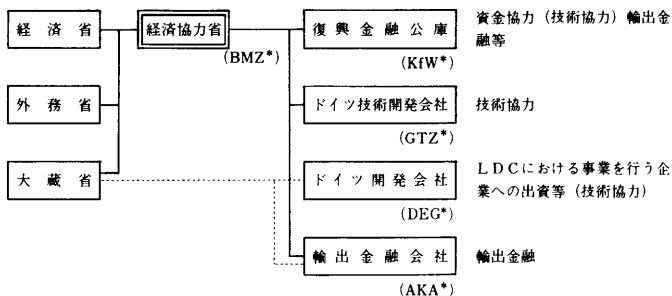 経済省
経済協力省
(BMZ*)
復興金融公庫
(KfW*)
資金協力（技術協力）輸出金
融等
外務省
ドイツ技術開発会社
(GTZ*)
技術協力
大蔵省
ドイツ開発会社
(DEG*)
LDCにおける事業を行う企
業への出資等（技術協力）
輸出金融会社
(AKA*)
輸出金融